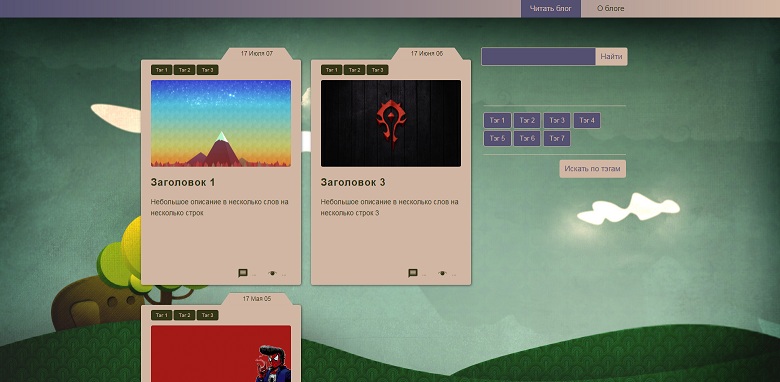 Читать блог
О блоге
17 Июля 07
Тэг 1 Тэг 2 Тэг 3
Заголовок 1
Небольшое описание в несколько слов на
несколько строк
...
...
17 Июня 06
Тэг 1 Тэг 2 Тэг 3
Заголовок 3
Небольшое описание в несколько слов на
несколько строк 3
...
...
17 Мая 05
Тэг 1 Тэг 2 Тэг 3
Найти
Тэг 1 Тэг 2 Тэг 3 Тэг 4
Тэг 5 Тэг 6 Тэг 7
Искать по тэгам